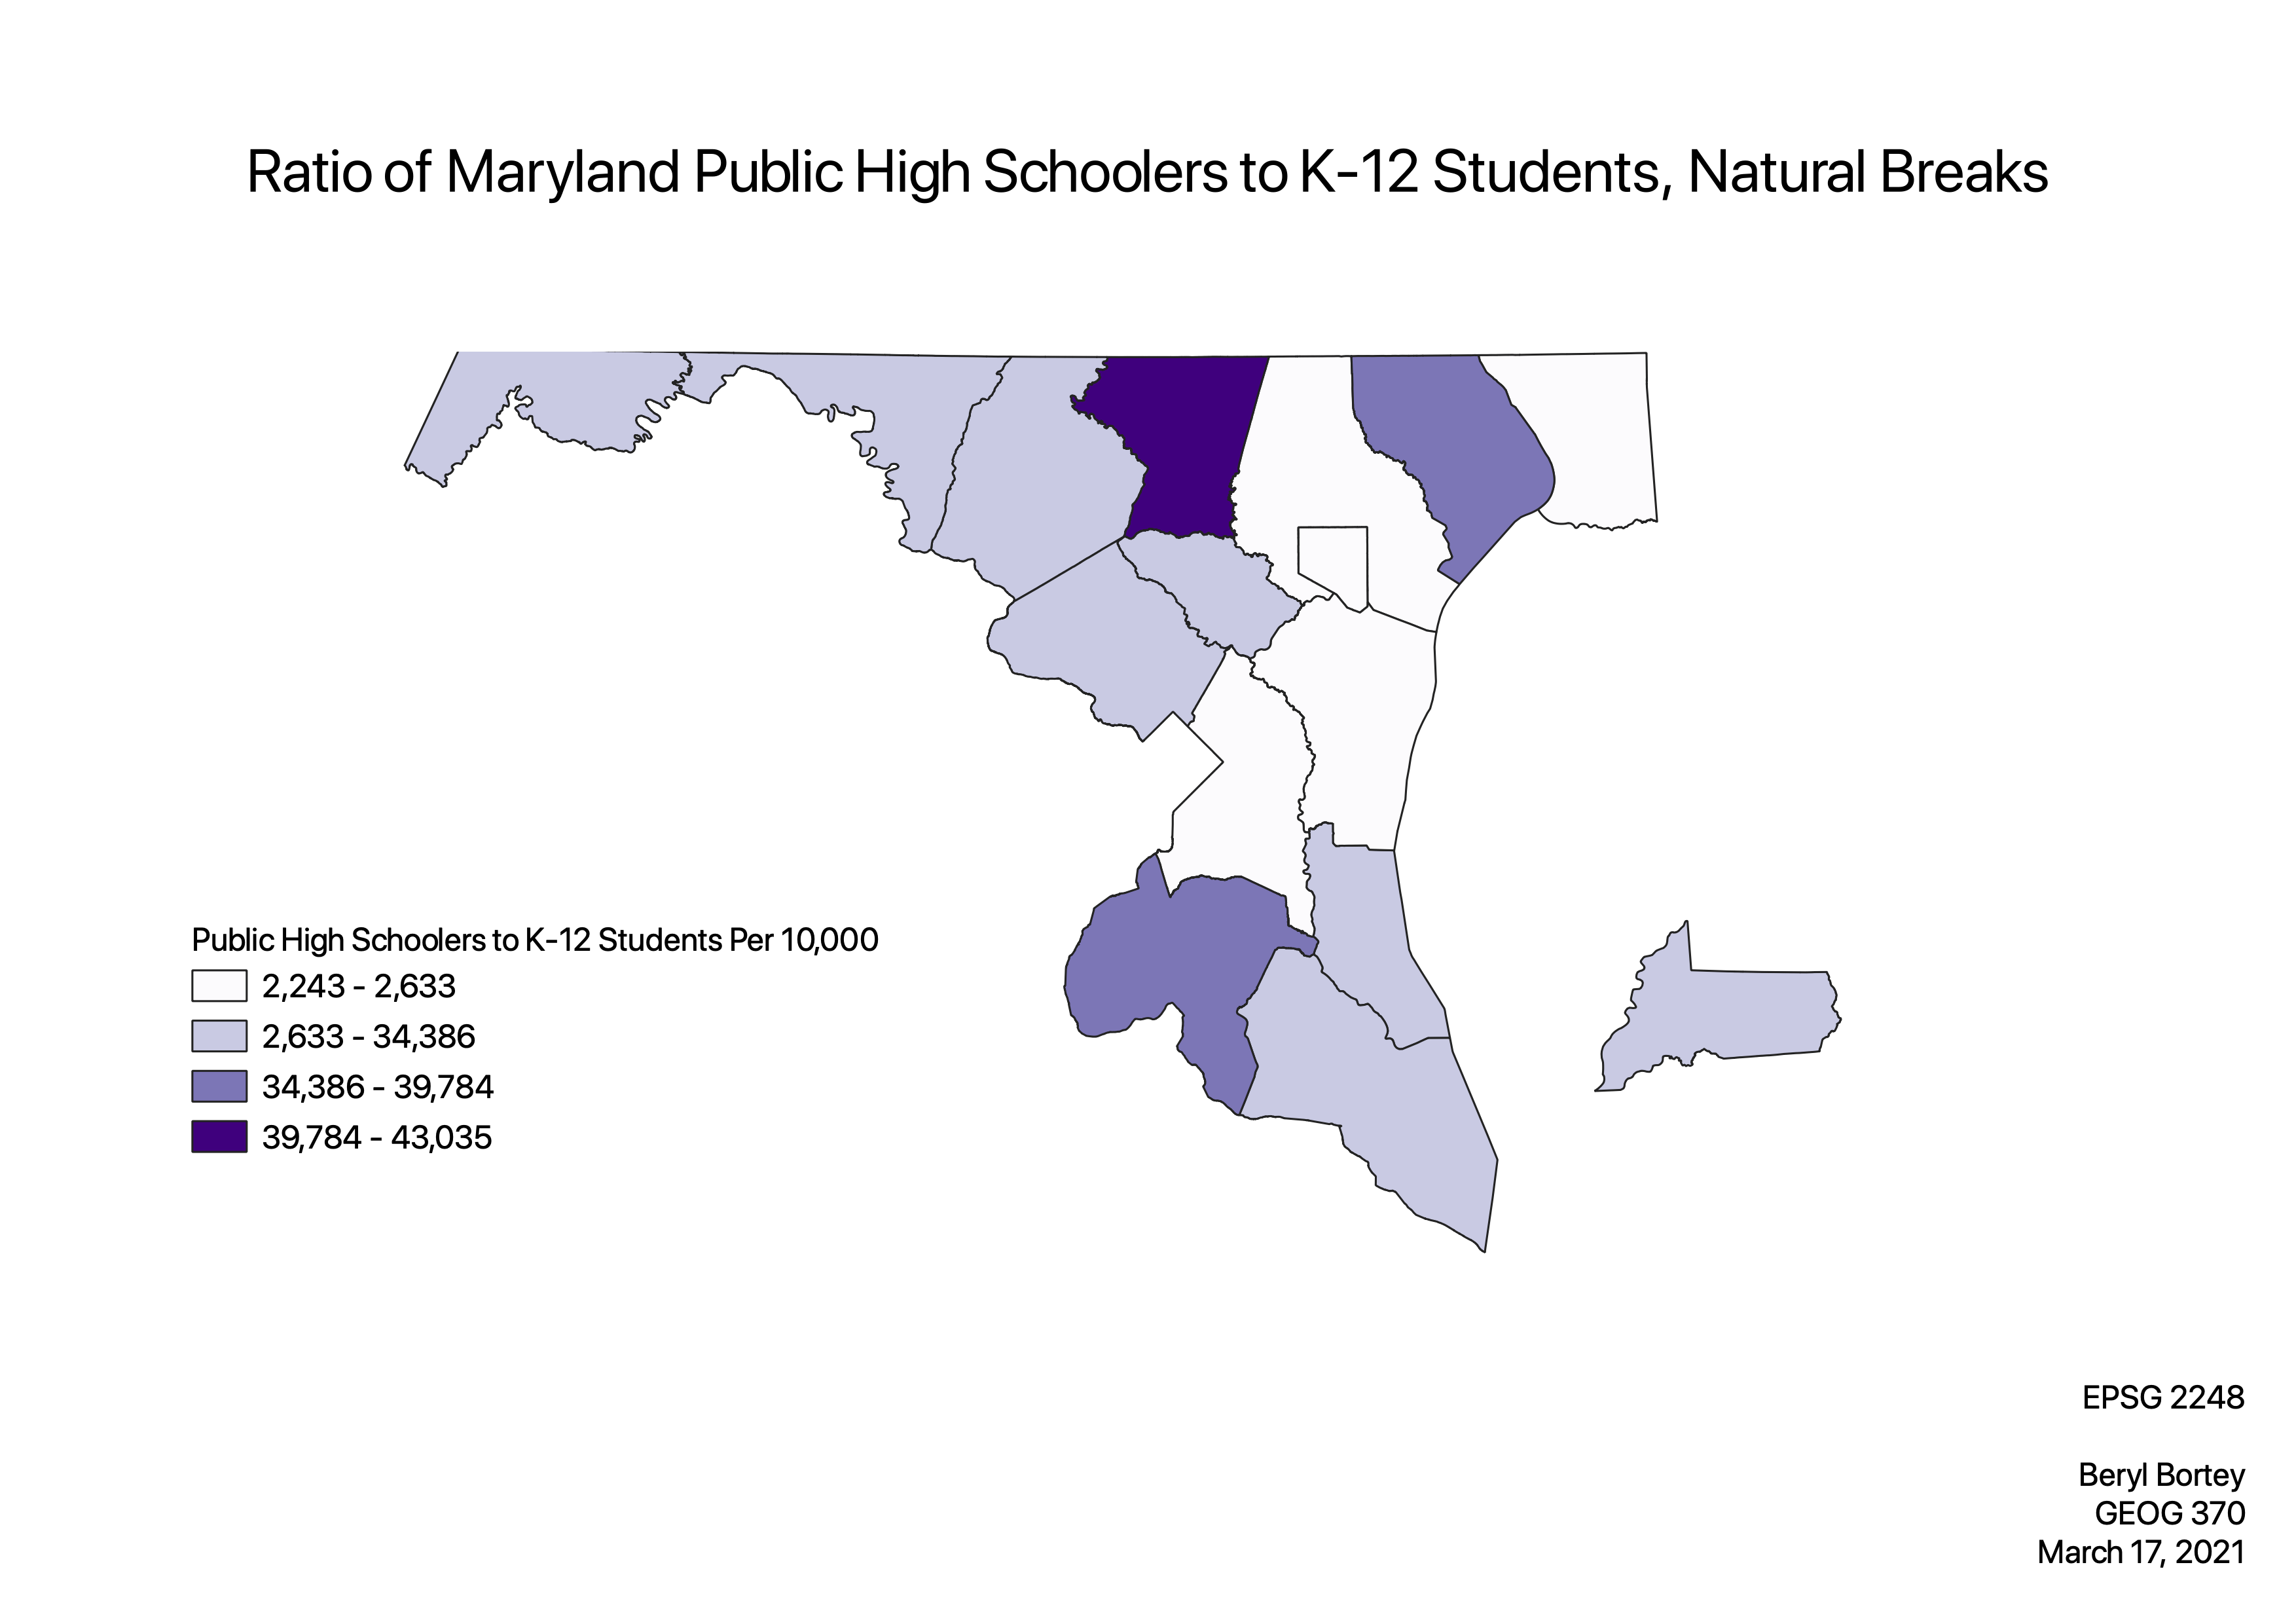 Ratio of Maryland Public High Schoolers to K-12 Students, Natural Breaks
Public High Schoolers to K-12 Students Per 10,000
2,243 - 2,633
2,633 - 34,386
34,386 - 39,784
39,784 - 43,035
EPSG 2248
Beryl Bortey
GEOG 370
March 17, 2021